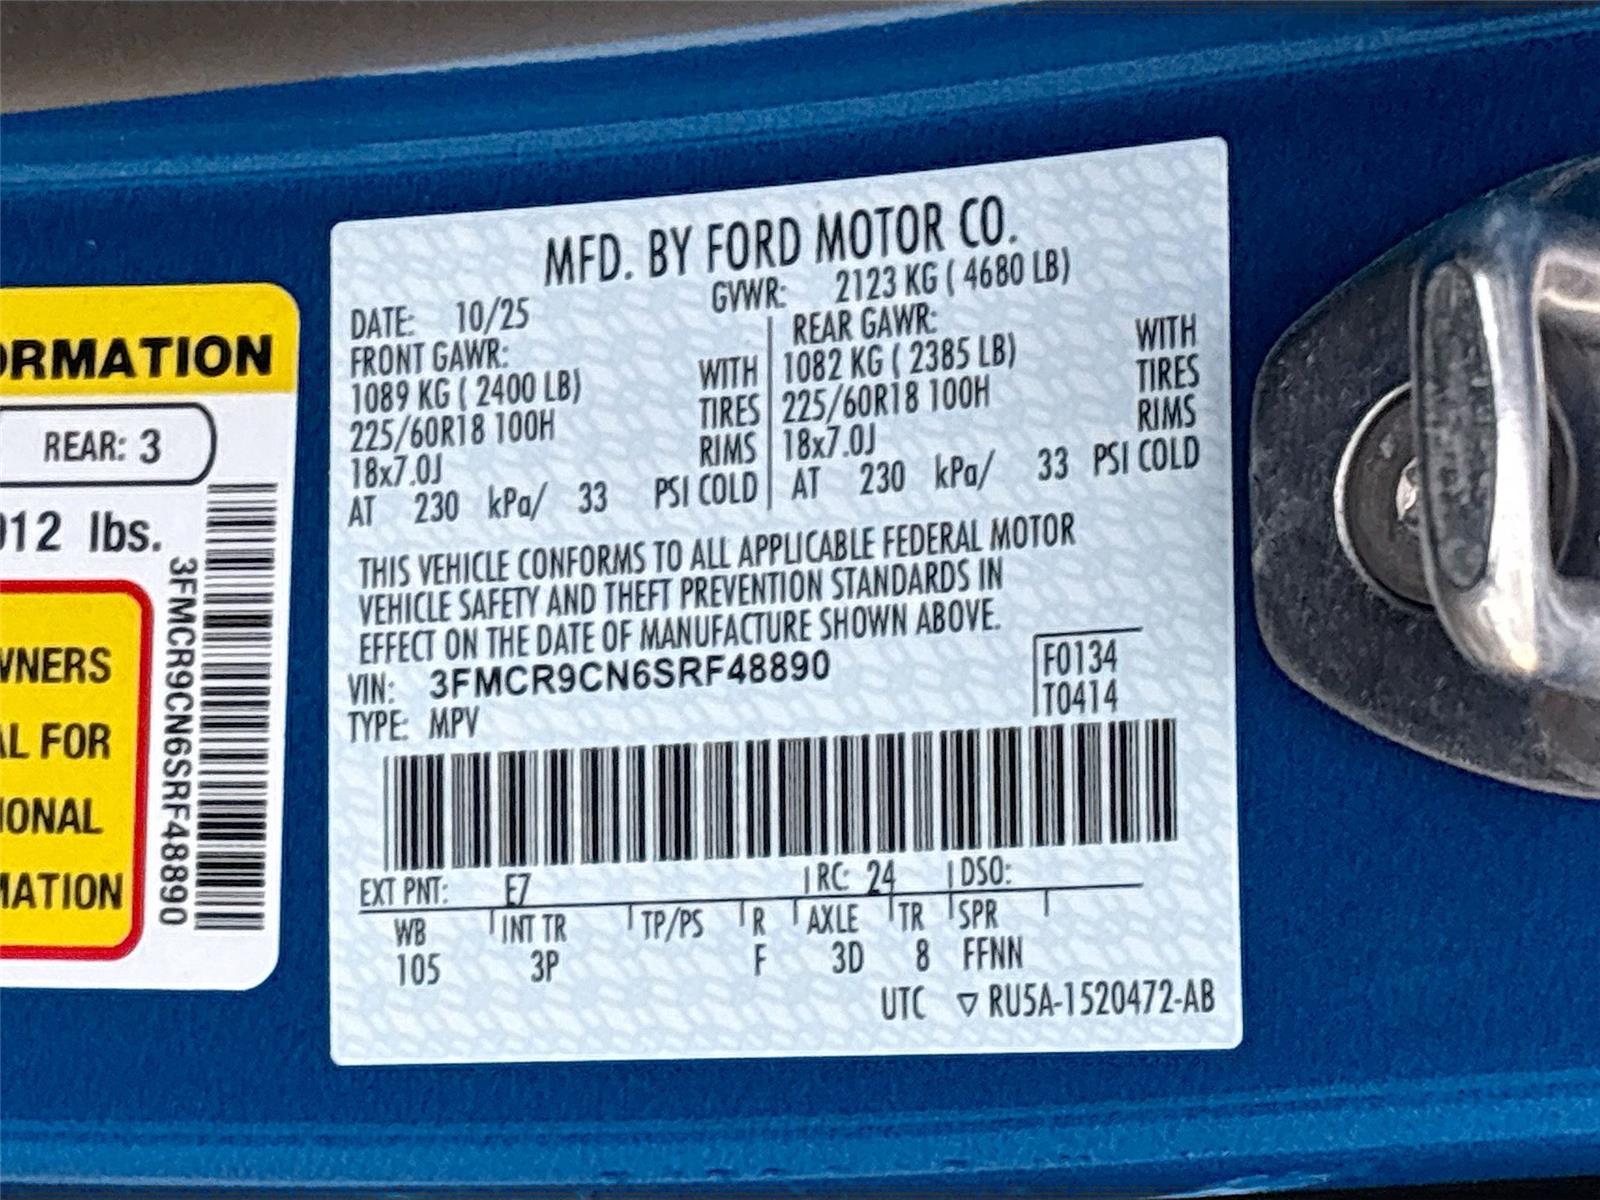 ORMATION
REAR: 3
lbs.
3FMCR9CN6SRF48890
FOR
MFD. BY FORD MOTOR CO.
DATE: 10/25 GVWR: 2123 KG ( 4680 LB)
FRONT GAWR:
1089 KG ( 2400 LB) WITH
225/60R18 100H TIRES
18x7.0J RIMS
AT 230 kPa/ 33 PSI COLD
REAR GAWR: WITH
1082 KG ( 2385 LB) TIRES
225/60R18 100H RIMS
18x7.0J
AT 230 kPa/ 33 PSI COLD
THIS VEHICLE CONFORMS TO ALL APPLICABLE FEDERAL MOTOR
VEHICLE SAFETY AND THEFT PREVENTION STANDARDS IN
EFFECT ON THE DATE OF MANUFACTURE SHOWN ABOVE.
VIN: 3FMCR9CN6SRF48890
TYPE: MPV
F0134
T0414
EXT PNT: E7 RC: 24 DSO:
WB INT TR TP/PS R AXLE TR SPR
105 3P F 3D 8 FFNN
UTC ▽ RU5A-1520472-AB